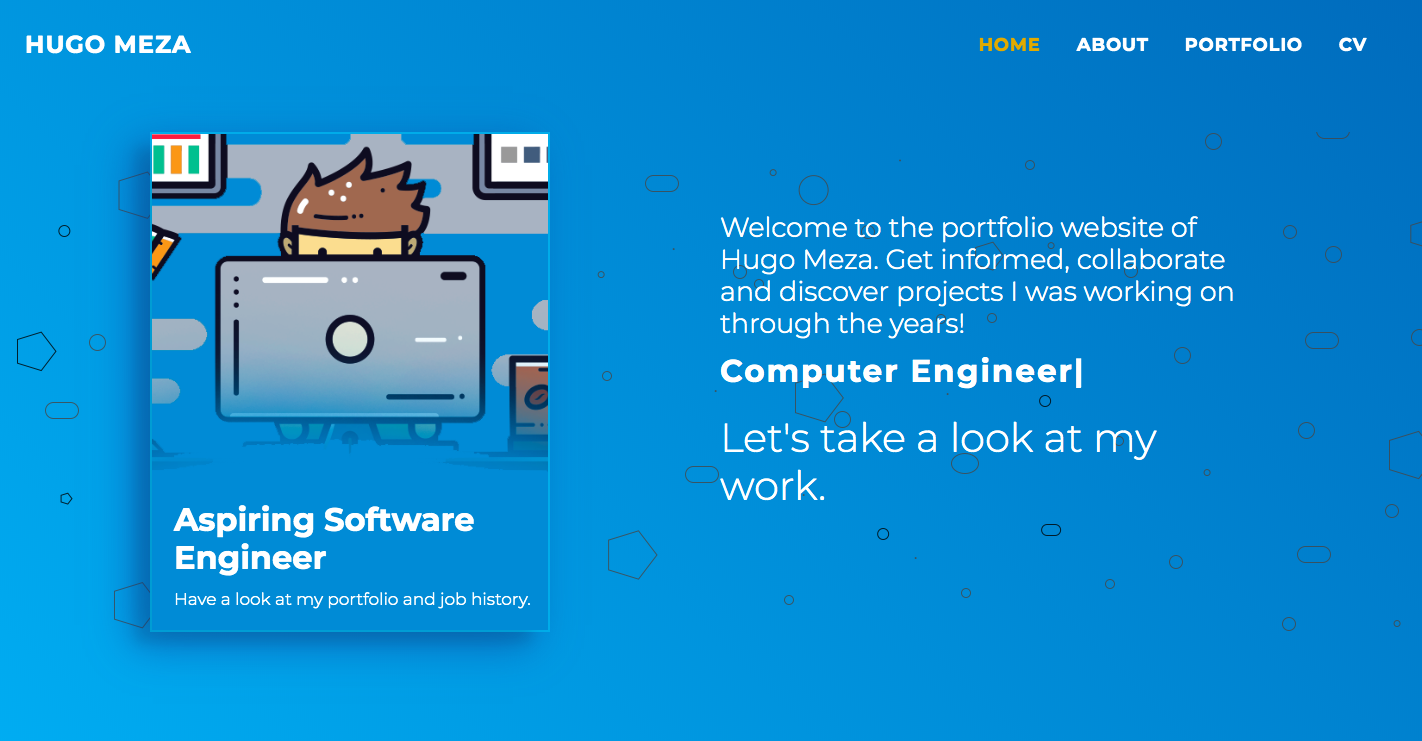 HUGO MEZA
HOME ABOUT PORTFOLIO CV
Welcome to the portfolio website of
Hugo Meza. Get informed, collaborate
and discover projects I was working on
through the years!
Computer Engineer|
Let's take a look at my
work.
Aspiring Software
Engineer
Have a look at my portfolio and job history.